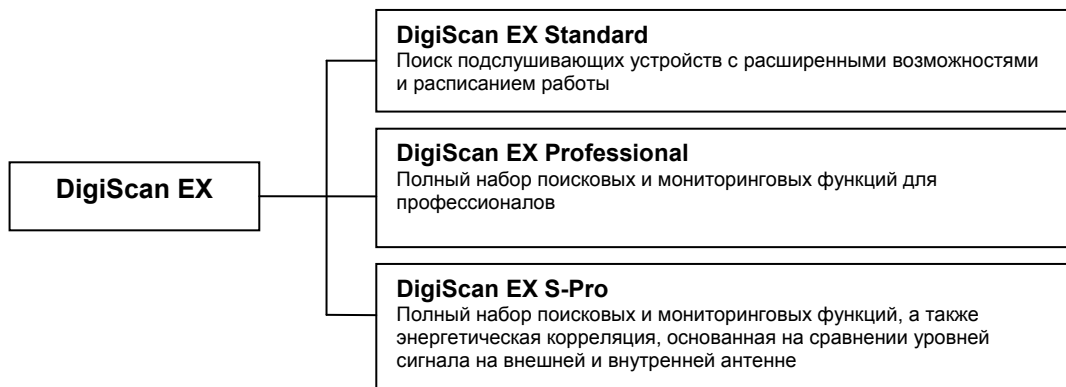 DigiScan EX Standard
Поиск подслушивающих устройств с расширенными возможностями
и расписанием работы
DigiScan EX Professional
Полный набор поисковых и мониторинговых функций для
профессионалов
DigiScan EX
DigiScan EX S-Pro
Полный набор поисковых и мониторинговых функций, а также
энергетическая корреляция, основанная на сравнении уровней
сигнала на внешней и внутренней антенне